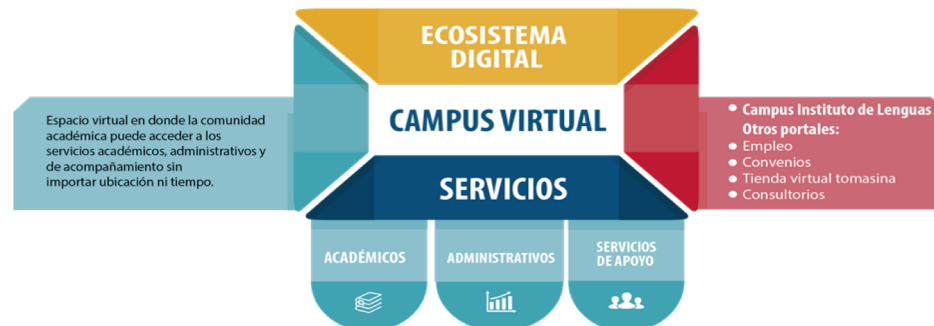 ECOSISTEMA
DIGITAL
CAMPUS VIRTUAL
Espacio virtual en donde la comunidad
académica puede acceder a los
servicios académicos, administrativos y
de acompañamiento sin
importar ubicación ni tiempo.
• Campus Instituto de Lenguas
Otros portales:
• Empleo
• Convenios
• Tienda virtual tomasina
• Consultorios
SERVICIOS
ACADÉMICOS
ADMINISTRATIVOS
SERVICIOS
DE APOYO